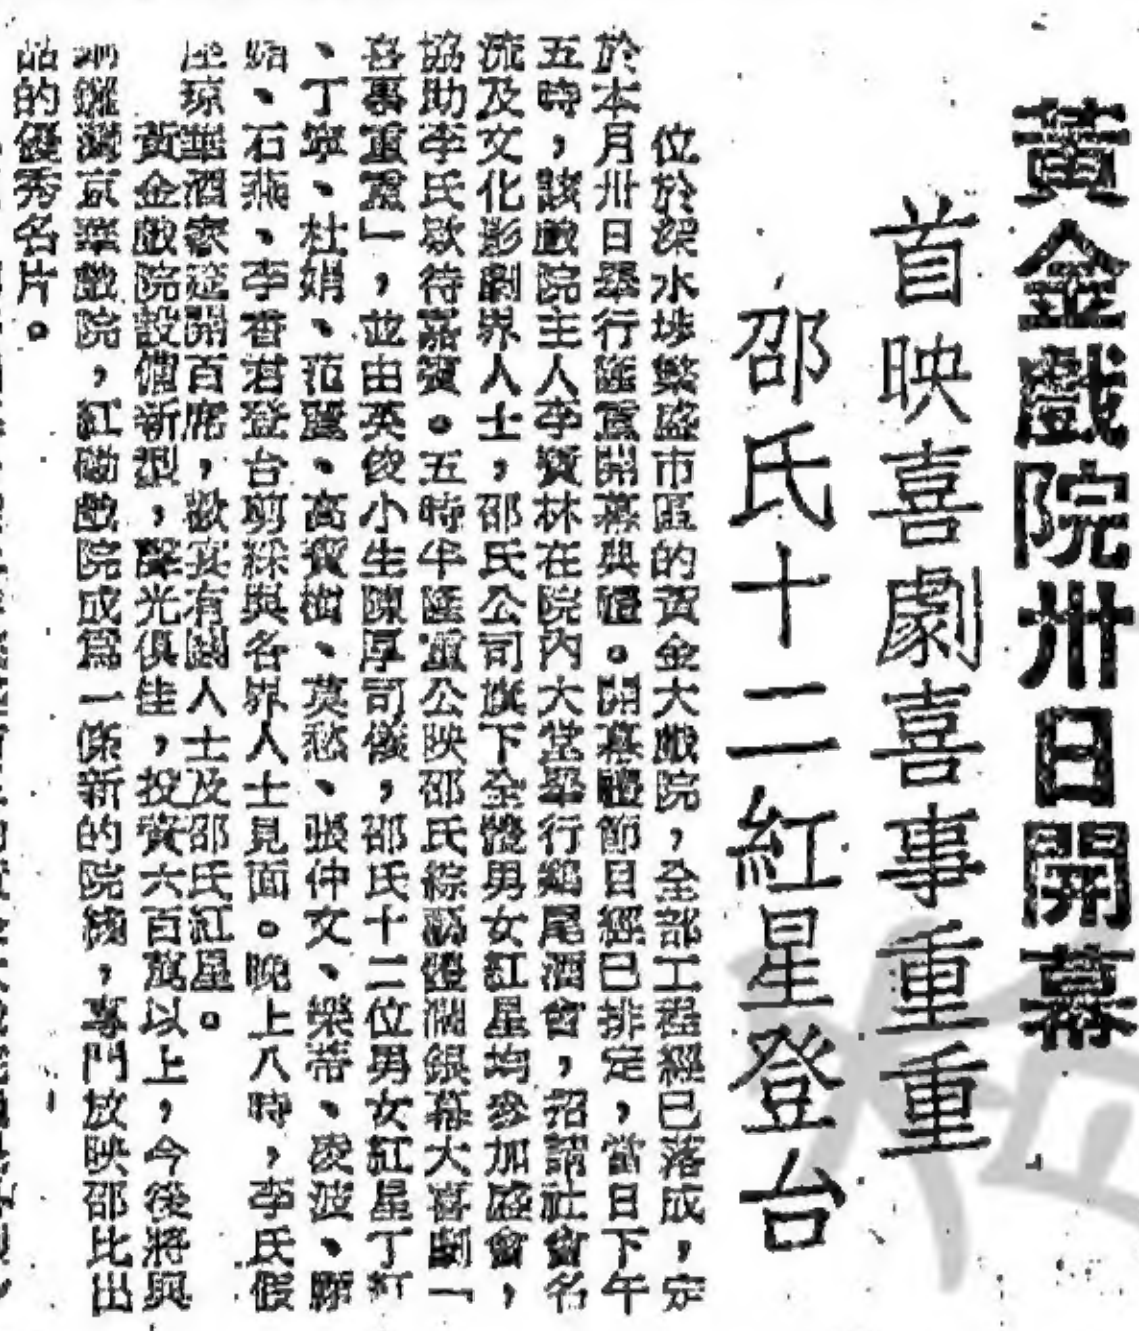 黃金戲院卅日開幕
首映喜劇喜事重重
邵氏十二紅星登台
位於深水埗繁盛市區的黃金大戲院，全部工程經已落成，定
於本月卅日舉行隆重開幕典禮。開幕禮節目經已排定，當日下午
五時，該戲院主人李寶林在院內大堂舉行鷄尾酒會，招請社會名
流及文化影劇界人士，邵氏公司旗下全體男女紅星均參加盛會，
協助李氏欵待嘉賓。五時半隆重公映邵氏綜藝體濶銀幕大喜劇「
喜事重重」，並由英俊小生陳厚司儀，邵氏十二位男女紅星丁紅
、丁寧、杜娟、范麗、高寶樹、莫愁、張仲文、樂蒂、凌波、
、石燕、李香君登台剪綵與各界人士見面。晚上八時，李氏假
瓊華酒家筵開百席，歡宴有關人士及邵氏紅星。
黃金戲院設備新型，聲光俱佳，投資六百萬以上，今後將與
灣京華戲院，紅磡戲院成爲一條新的院綫，專門放映邵氏出
品的優秀名片。